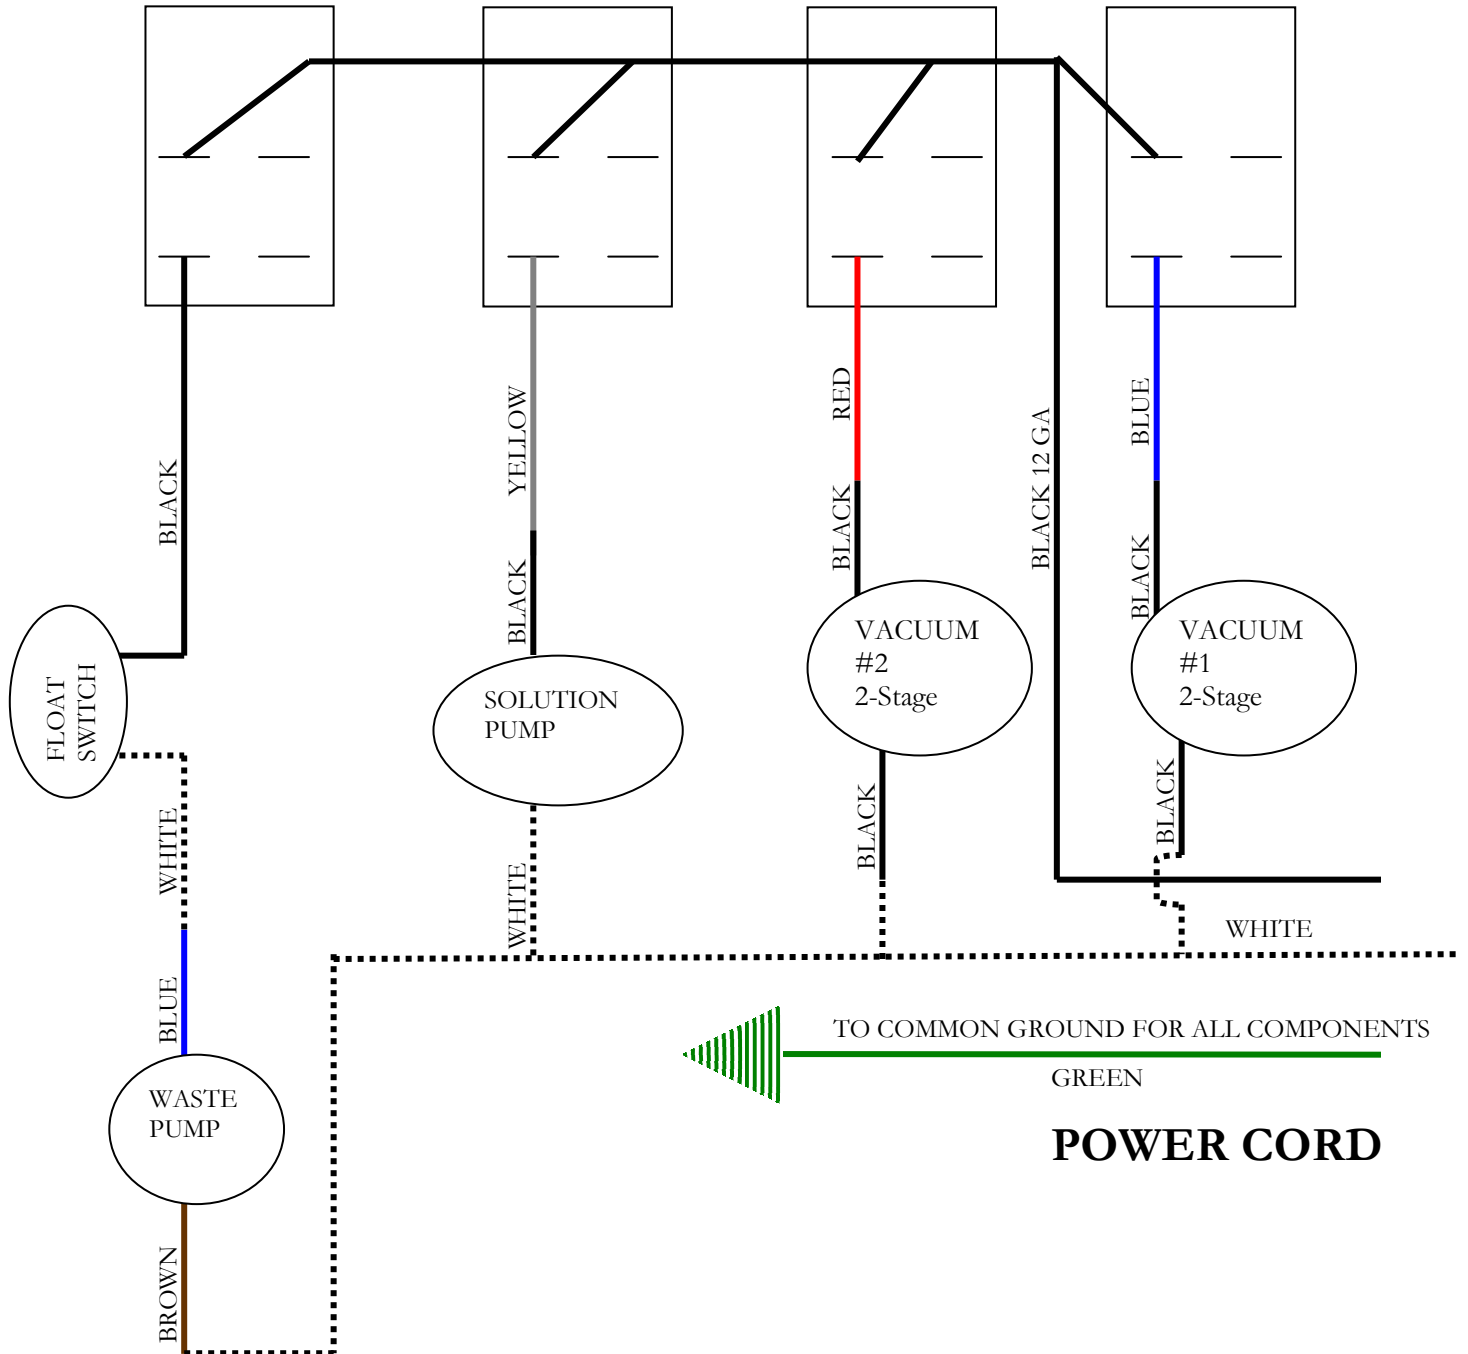 BLACK
YELLOW
BLACK
RED
BLACK
BLACK 12 GA
BLUE
BLACK
FLOAT
SWITCH
SOLUTION
PUMP
VACUUM
#2
2-Stage
VACUUM
#1
2-Stage
WHITE
WHITE
BLACK
BLACK
WHITE
BLUE
TO COMMON GROUND FOR ALL COMPONENTS
GREEN
WASTE
PUMP
POWER CORD
BROWN